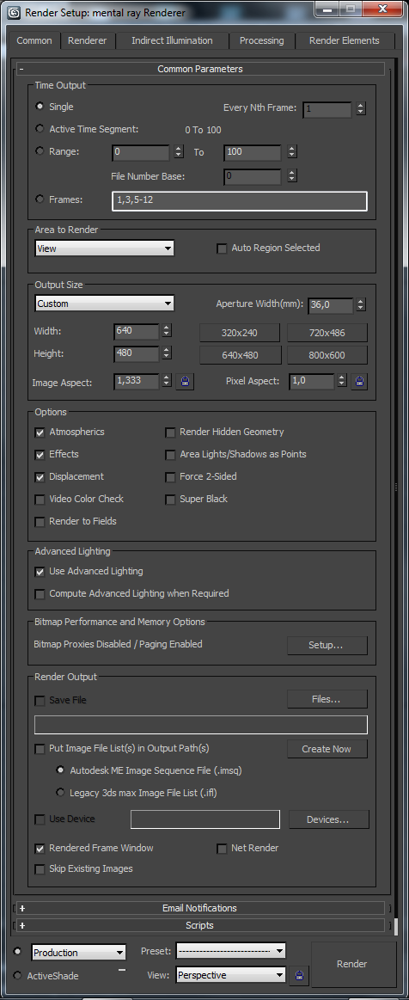 Render Setup: mental ray Renderer
Common Renderer Indirect Illumination Processing Render Elements
- Common Parameters
Time Output
Single Every Nth Frame: 1
Active Time Segment: 0 To 100
Range: 0 To 100
File Number Base: 0
Frames: 1,3,5-12
Area to Render
View Auto Region Selected
Output Size
Custom Aperture Width(mm): 36,0
Width: 640 320x240 720x486
Height: 480 640x480 800x600
Image Aspect: 1,333 Pixel Aspect: 1,0
Options
Atmospherics Render Hidden Geometry
Effects Area Lights/Shadows as Points
Displacement Force 2-Sided
Video Color Check Super Black
Render to Fields
Advanced Lighting
Use Advanced Lighting
Compute Advanced Lighting when Required
Bitmap Performance and Memory Options
Bitmap Proxies Disabled / Paging Enabled Setup...
Render Output
Save File Files...
Put Image File List(s) in Output Path(s) Create Now
Autodesk ME Image Sequence File (.imsq)
Legacy 3ds max Image File List (.ifl)
Use Device Devices...
Rendered Frame Window Net Render
Skip Existing Images
+ Email Notifications
+ Scripts
Production Preset: -------------------------- Render
ActiveShade View: Perspective